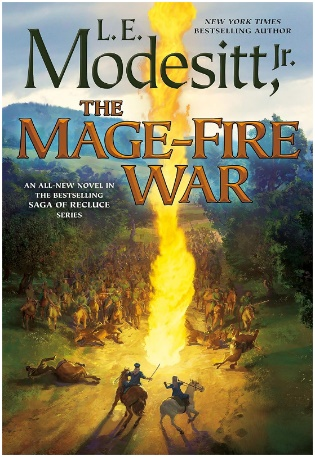 L. E.
NEW YORK TIMES
BESTSELLING AUTHOR
Modesitt, Jr.
THE
MAGE-FIRE
WAR
AN ALL-NEW NOVEL IN
THE BESTSELLING
SAGA OF RECLUCE
SERIES